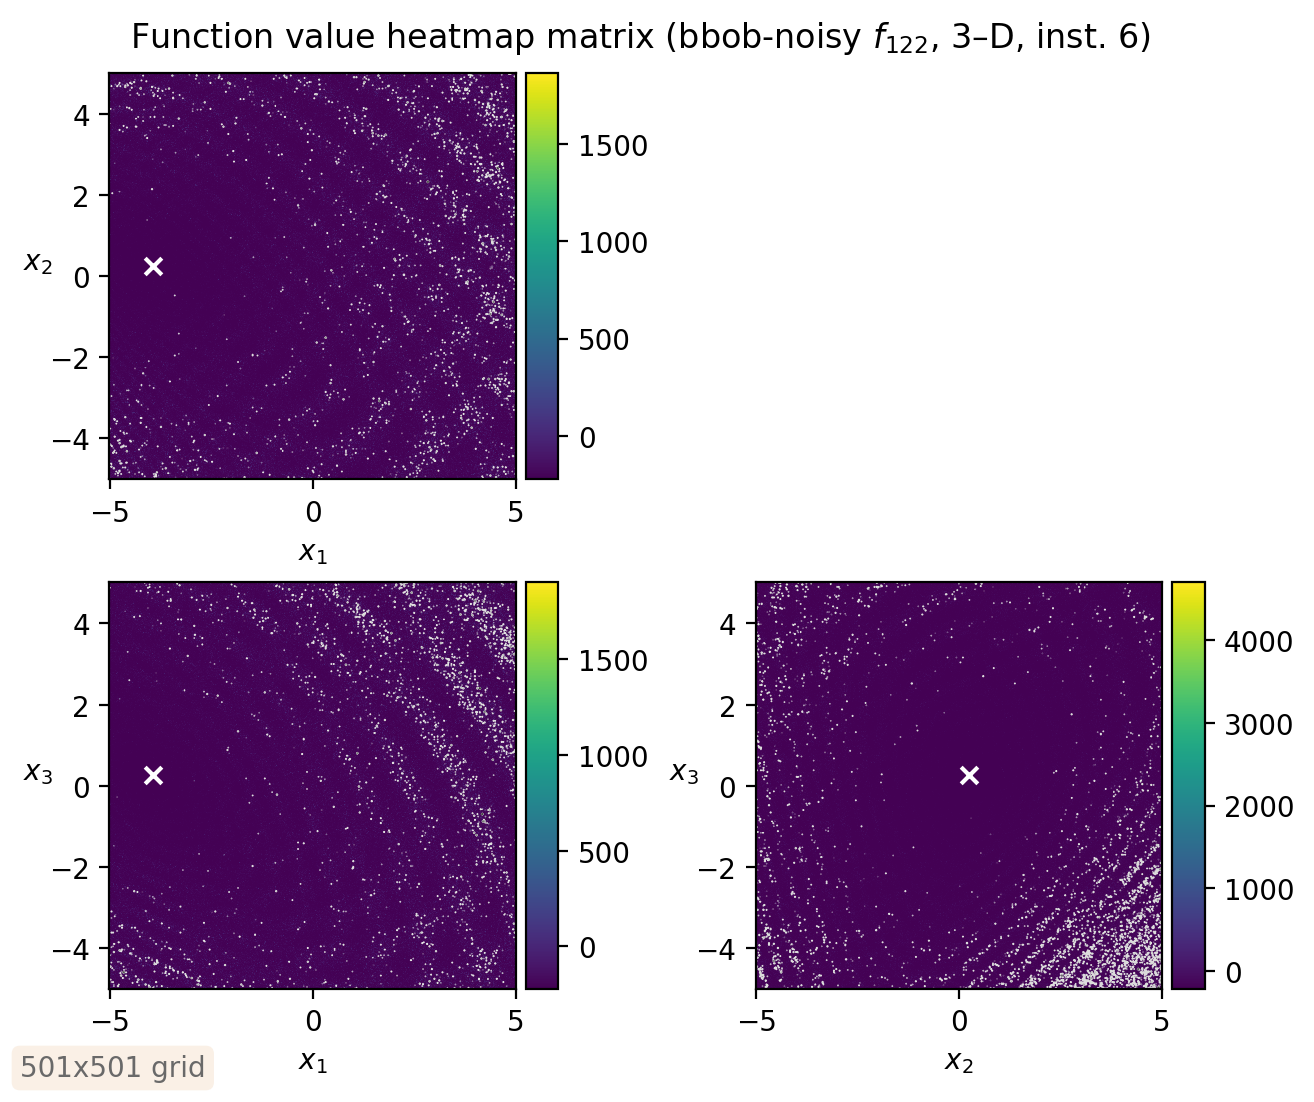 Function value heatmap matrix (bbob-noisy f₁₂₂, 3–D, inst. 6)
4
2
0
−2
−4
x₂
−5 0 5
x₁
1500
1000
500
0
4
2
0
−2
−4
x₃
−5 0 5
x₁
1500
1000
500
0
4
2
0
−2
−4
x₃
−5 0 5
x₂
4000
3000
2000
1000
0
501x501 grid